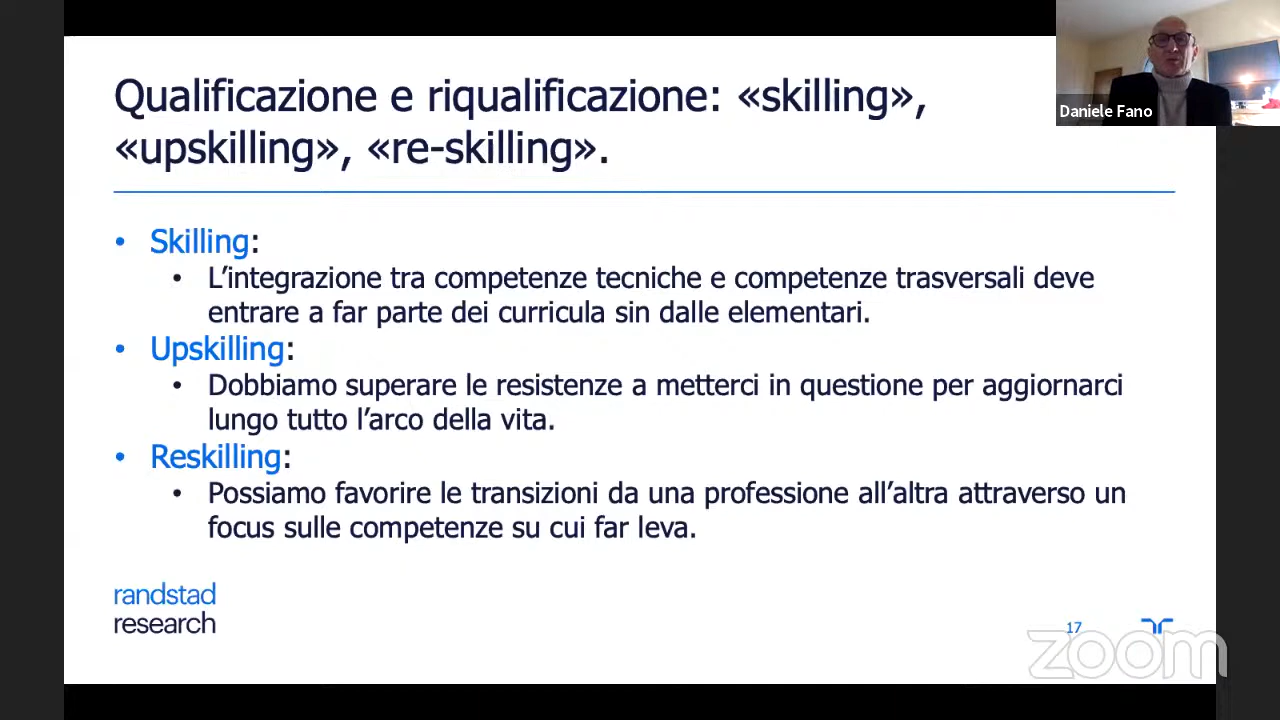 Qualificazione e riqualificazione: «skilling»,
«upskilling», «re-skilling».
Daniele Fano
• Skilling:
• L’integrazione tra competenze tecniche e competenze trasversali deve
entrare a far parte dei curricula sin dalle elementari.
• Upskilling:
• Dobbiamo superare le resistenze a metterci in questione per aggiornarci
lungo tutto l’arco della vita.
• Reskilling:
• Possiamo favorire le transizioni da una professione all’altra attraverso un
focus sulle competenze su cui far leva.
randstad
research
17
zoom